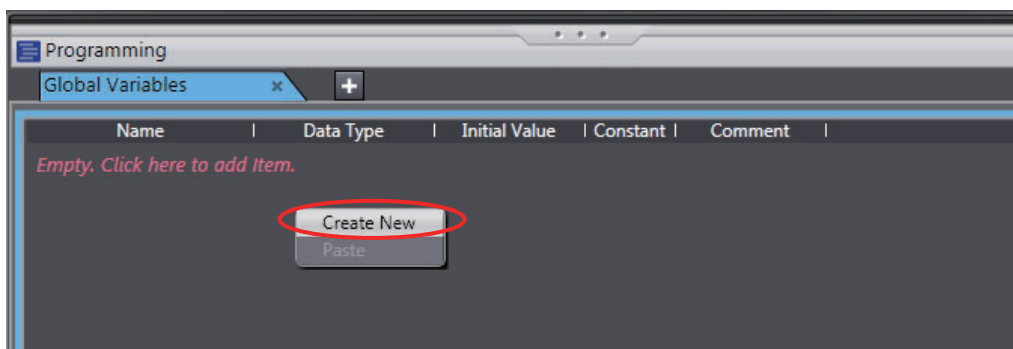 Programming
Global Variables × +
Name Data Type Initial Value Constant Comment
Empty. Click here to add Item.
Create New
Paste